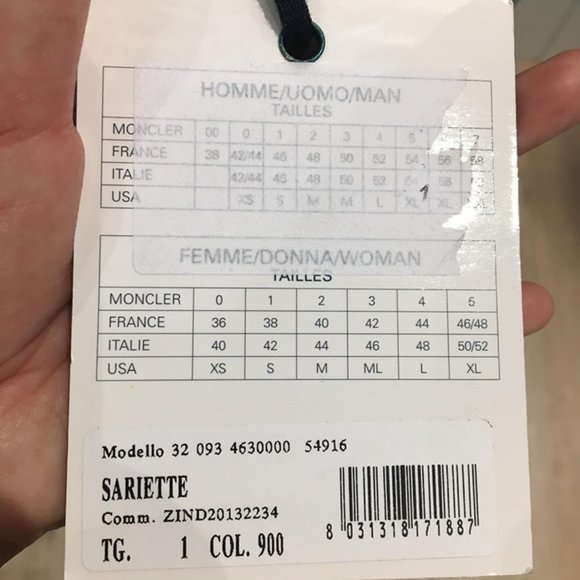 HOMME/UOMO/MAN
TAILLES
MONCLER 00 0 1 2 3 4 5 7
FRANCE 38 42/44 46 48 50 52 54 56 58
ITALIE 42/44 46 48 50 52
USA XS S M M L XL XL
1
FEMME/DONNA/WOMAN
TAILLES
MONCLER 0 1 2 3 4 5
FRANCE 36 38 40 42 44 46/48
ITALIE 40 42 44 46 48 50/52
USA XS S M ML L XL
Modello 32 093 4630000 54916
SARIETTE
Comm. ZIND20132234
TG. 1 COL. 900
8 031318 171887